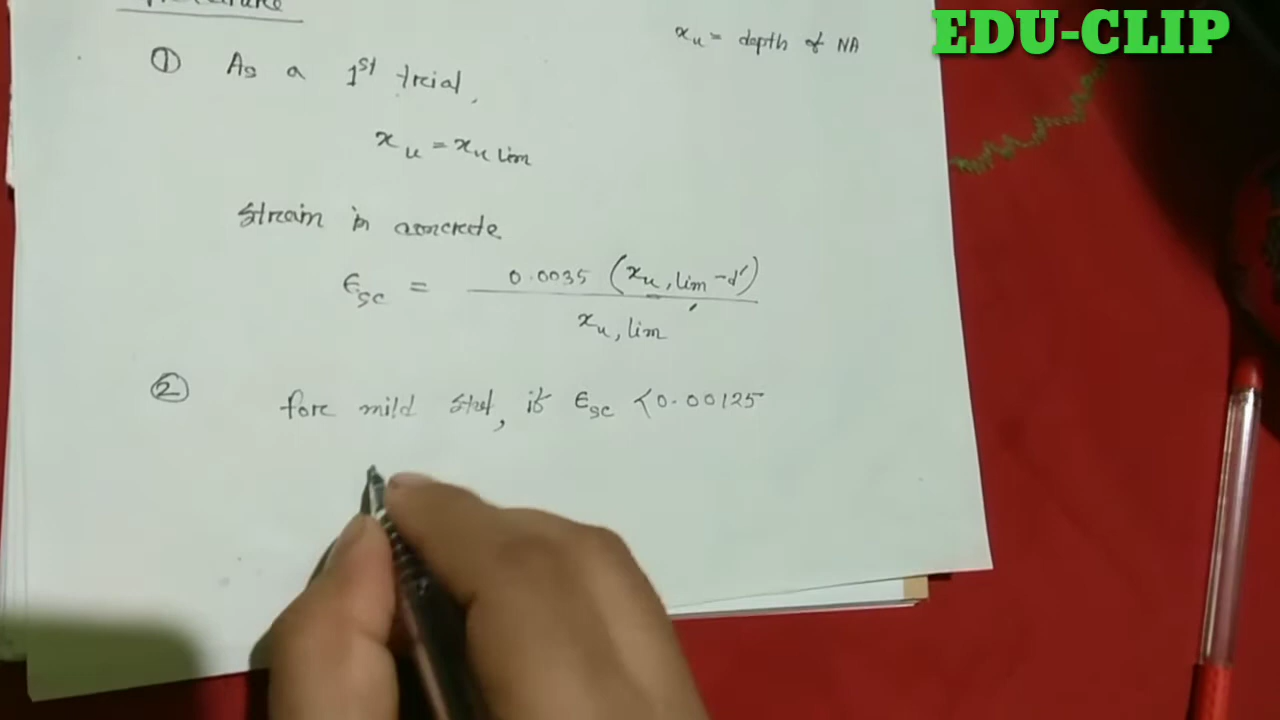 xᵤ = depth of NA
EDU-CLIP
① As a 1st trial,
xᵤ = xᵤ lim
Strain in concrete
ϵsc = 0.0035 (xᵤ,lim - d') / xᵤ,lim
② fore mild steel, if ϵsc < 0.00125